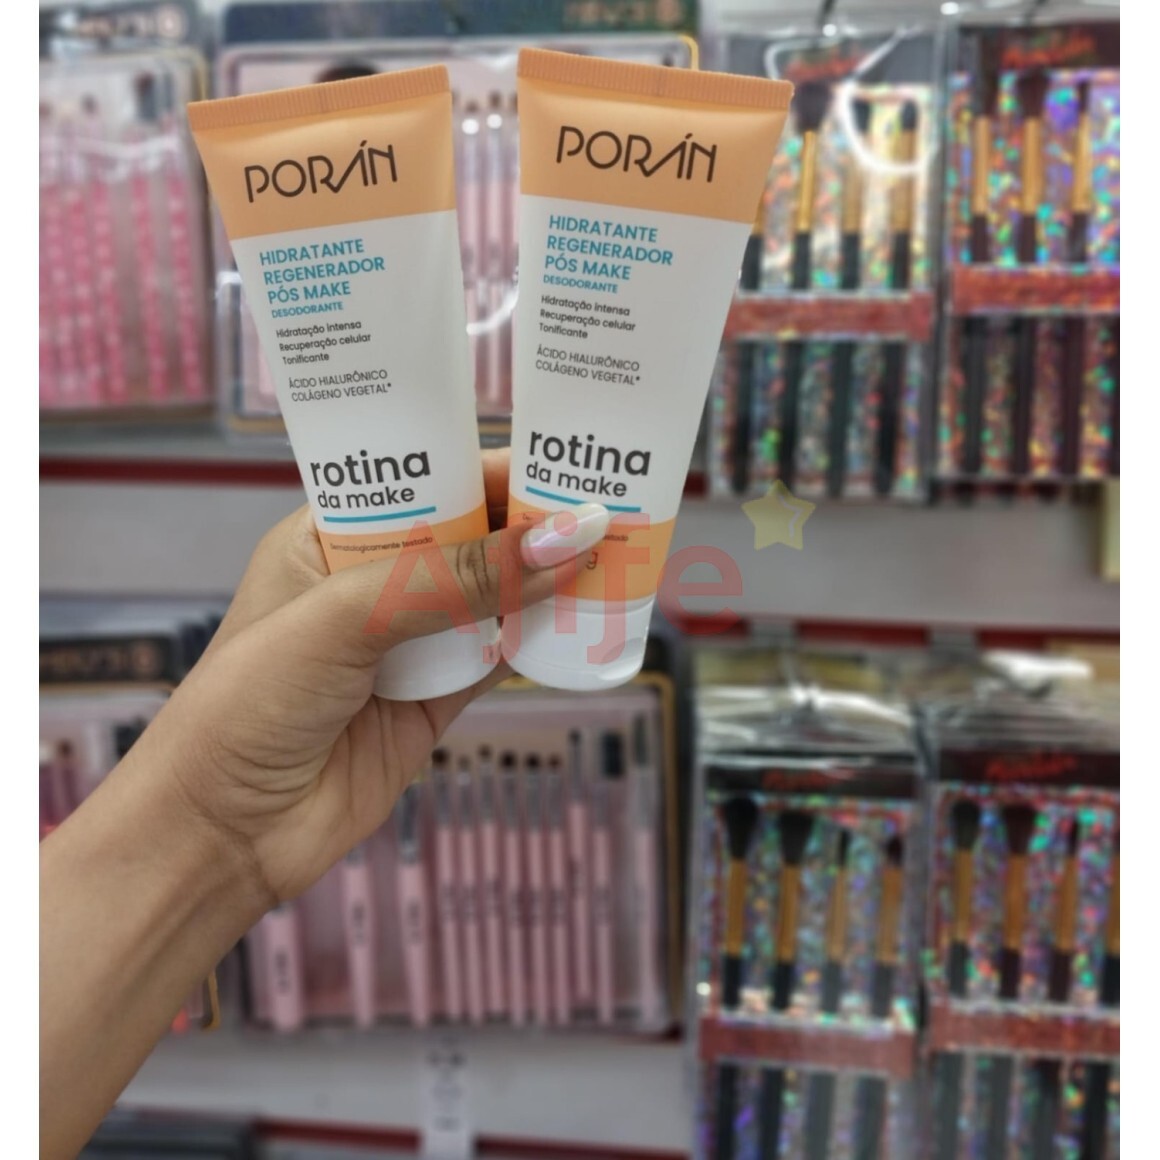 PORÁN
HIDRATANTE
REGENERADOR
PÓS MAKE
DESODORANTE
Hidratação intensa
Recuperação celular
Tonificante
ÁCIDO HIALURÔNICO
COLÁGENO VEGETAL*
rotina
da make
Dermatologicamente testado
PORÁN
HIDRATANTE
REGENERADOR
PÓS MAKE
DESODORANTE
Hidratação intensa
Recuperação celular
Tonificante
ÁCIDO HIALURÔNICO
COLÁGENO VEGETAL*
rotina
da make
g
Ajife